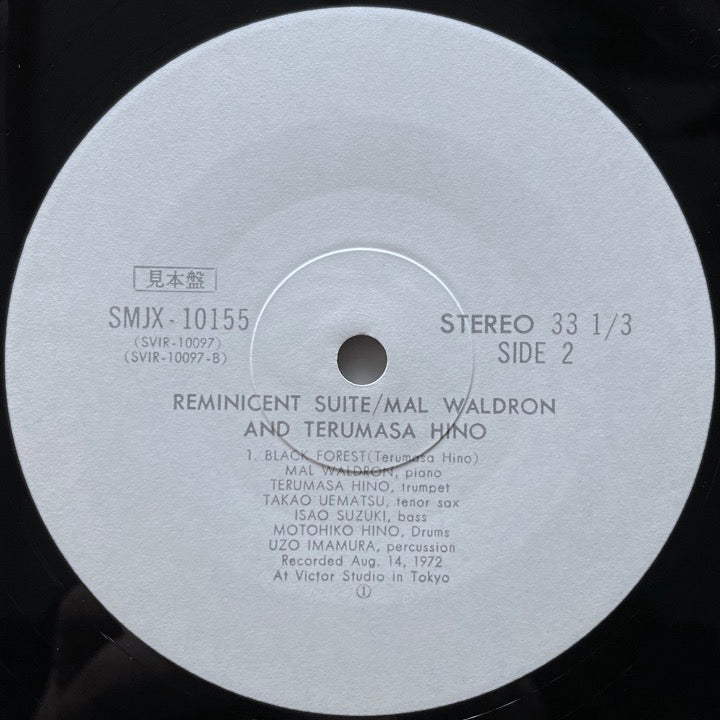 見本盤
SMJX-10155
(SVIR-10097)
(SVIR-10097-B)
STEREO 33 1/3
SIDE 2
REMINICENT SUITE/MAL WALDRON
AND TERUMASA HINO
1. BLACK FOREST(Terumasa Hino)
MAL WALDRON, piano
TERUMASA HINO, trumpet
TAKAO UEMATSU, tenor sax
ISAO SUZUKI, bass
MOTOHIKO HINO, Drums
UZO IMAMURA, percussion
Recorded Aug. 14, 1972
At Victor Studio in Tokyo
①